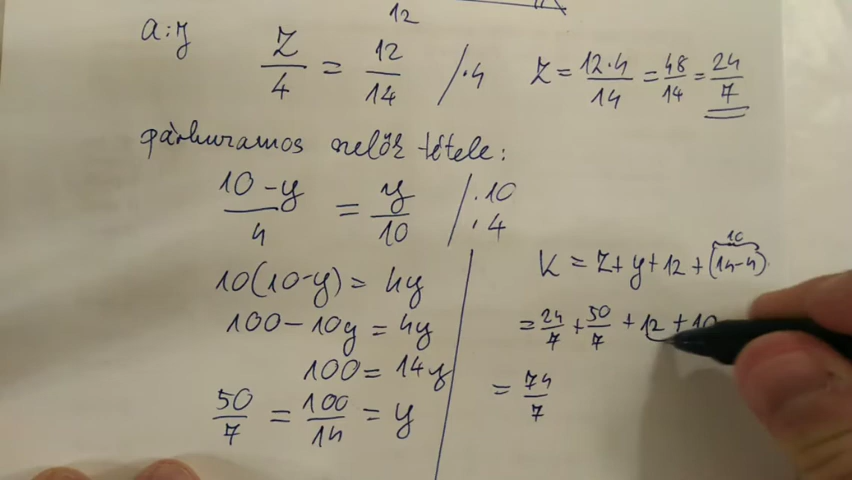 12
a:z
z/4 = 12/14 /·4 z = 12·4/14 = 48/14 = 24/7
párhuzamos szelők tétele:
10-y/4 = y/10 /·10 ·4
10(10-y) = 4y
100-10y = 4y
100 = 14y
50/7 = 100/14 = y
10
K = z+y+12+(14-4)
= 24/7 + 50/7 + 12 + 10
= 74/7